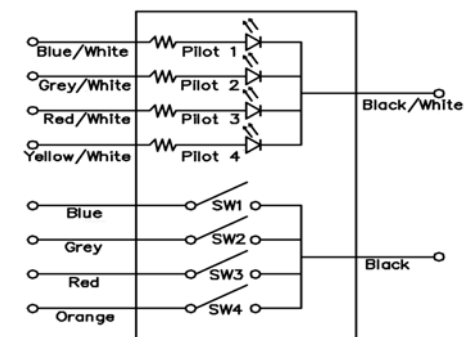 Blue/White Pilot 1
Grey/White Pilot 2
Black/White
Red/White Pilot 3
Yellow/White Pilot 4
Blue SW1
Grey SW2
Black
Red SW3
Orange SW4